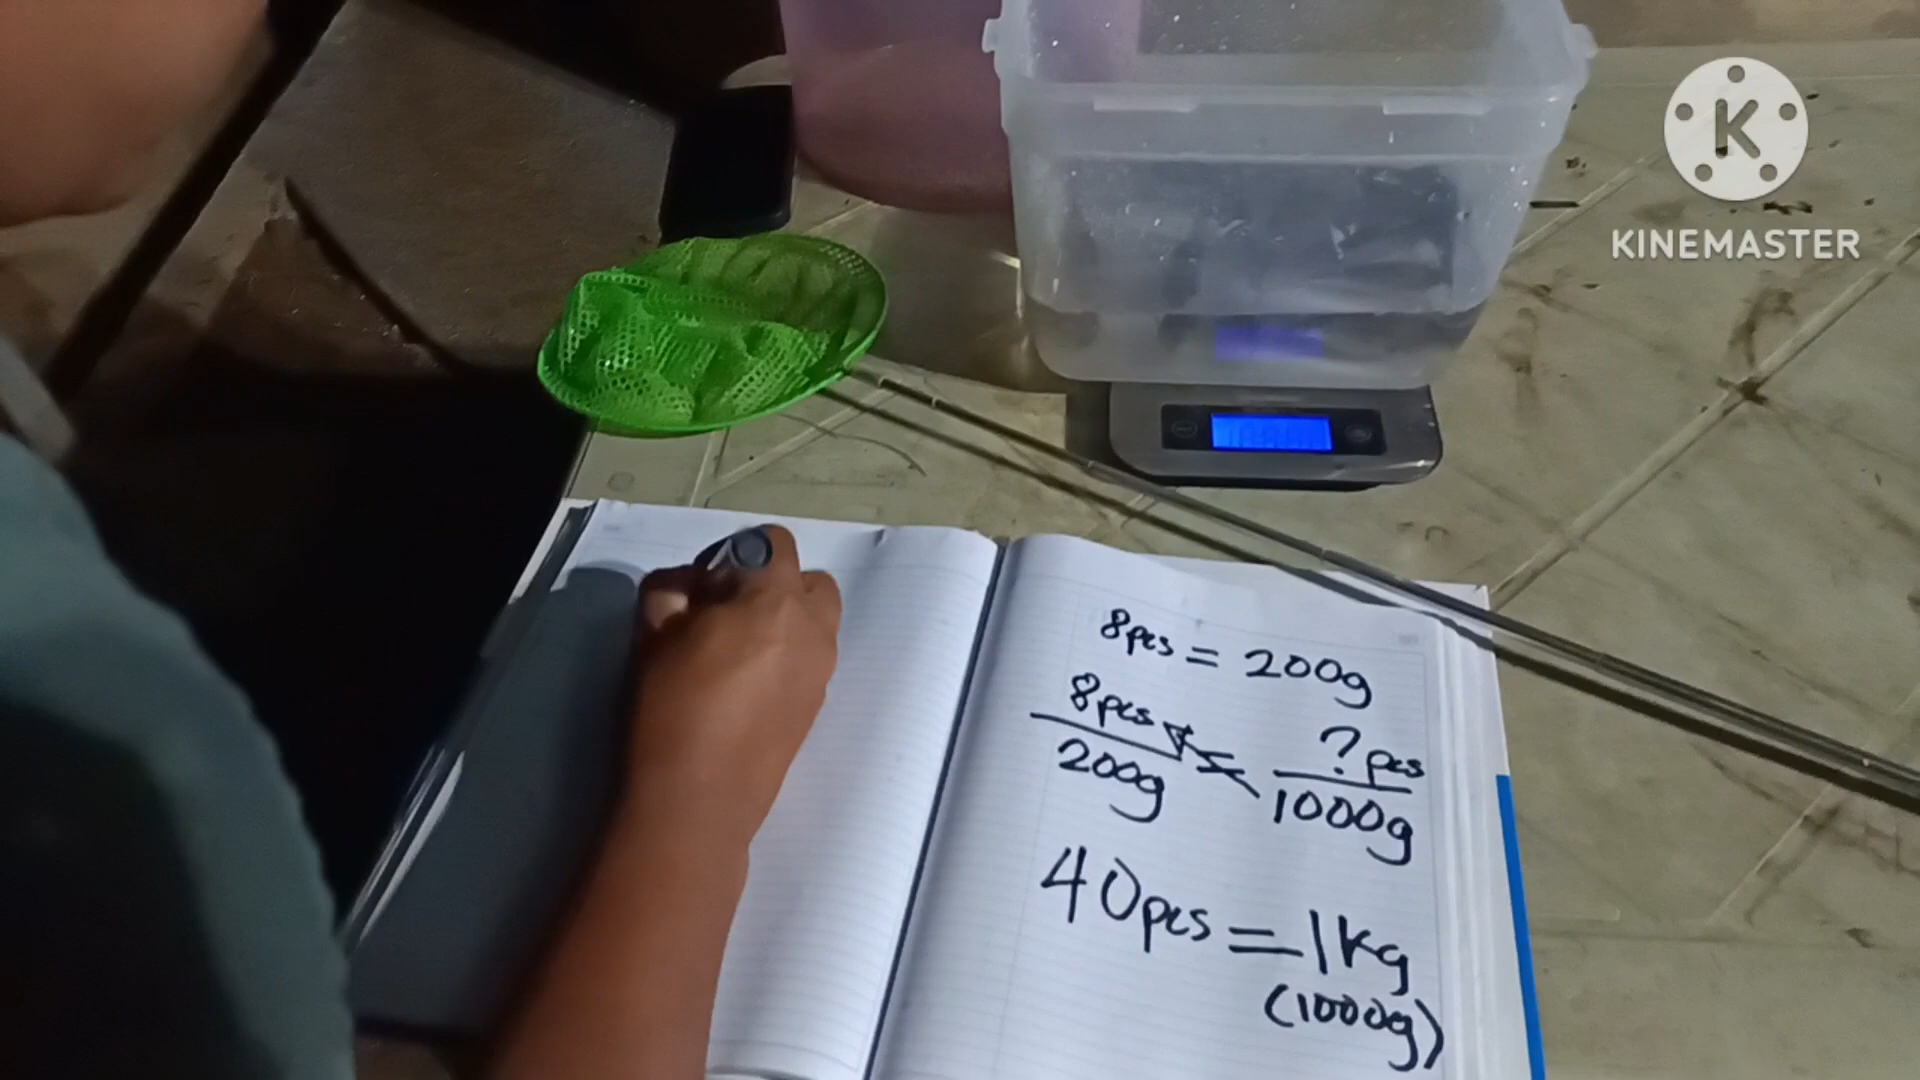 KINEMASTER
8pcs = 200g
8pcs = ?pcs
200g 1000g
40pcs = 1kg
(1000g)